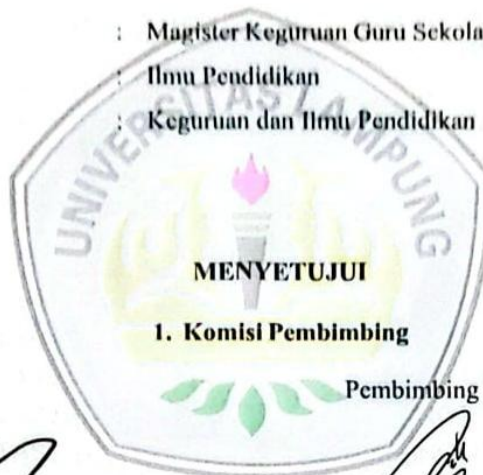 : Magister Keguruan Guru Sekola
: Ilmu Pendidikan
: Keguruan dan Ilmu Pendidikan
UNIVERSITAS LAMPUNG
MENYETUJUI
1. Komisi Pembimbing
Pembimbing